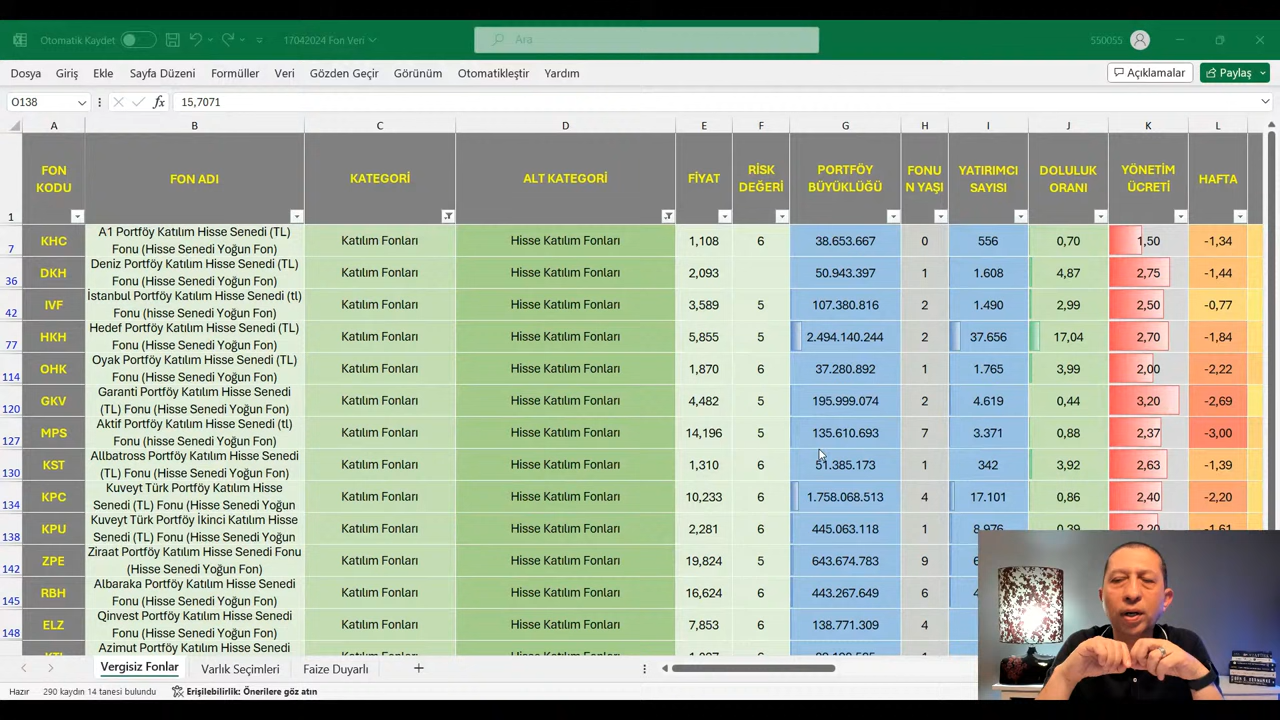 Otomatik Kaydet
17042024 Fon Veri
Ara
550055
Dosya Giriş Ekle Sayfa Düzeni Formüller Veri Gözden Geçir Görünüm Otomatikleştir Yardım Açıklamalar Paylaş
O138 fx 15,7071
A B C D E F G H I J K L
1 FON KODU FON ADI KATEGORİ ALT KATEGORİ FİYAT RİSK DEĞERİ PORTFÖY BÜYÜKLÜĞÜ FONUN YAŞI YATIRIMCI SAYISI DOLULUK ORANI YÖNETİM ÜCRETİ HAFTA
7 KHC A1 Portföy Katılım Hisse Senedi (TL) Fonu (Hisse Senedi Yoğun Fon) Katılım Fonları Hisse Katılım Fonları 1,108 6 38.653.667 0 556 0,70 1,50 -1,34
36 DKH Deniz Portföy Katılım Hisse Senedi (TL) Fonu (Hisse Senedi Yoğun Fon) Katılım Fonları Hisse Katılım Fonları 2,093 50.943.397 1 1.608 4,87 2,75 -1,44
42 IVF İstanbul Portföy Katılım Hisse Senedi (tl) Fonu (hisse Senedi Yoğun Fon) Katılım Fonları Hisse Katılım Fonları 3,589 5 107.380.816 2 1.490 2,99 2,50 -0,77
77 HKH Hedef Portföy Katılım Hisse Senedi (TL) Fonu (Hisse Senedi Yoğun Fon) Katılım Fonları Hisse Katılım Fonları 5,855 5 2.494.140.244 2 37.656 17,04 2,70 -1,84
114 OHK Oyak Portföy Katılım Hisse Senedi (TL) Fonu (Hisse Senedi Yoğun Fon) Katılım Fonları Hisse Katılım Fonları 1,870 6 37.280.892 1 1.765 3,99 2,00 -2,22
120 GKV Garanti Portföy Katılım Hisse Senedi (TL) Fonu (Hisse Senedi Yoğun Fon) Katılım Fonları Hisse Katılım Fonları 4,482 5 195.999.074 2 4.619 0,44 3,20 -2,69
127 MPS Aktif Portföy Katılım Hisse Senedi (tl) Fonu (hisse Senedi Yoğun Fon) Katılım Fonları Hisse Katılım Fonları 14,196 5 135.610.693 7 3.371 0,88 2,37 -3,00
130 KST Allbatross Portföy Katılım Hisse Senedi (TL) Fonu (Hisse Senedi Yoğun Fon) Katılım Fonları Hisse Katılım Fonları 1,310 6 51.385.173 1 342 3,92 2,63 -1,39
134 KPC Kuveyt Türk Portföy Katılım Hisse Senedi (TL) Fonu (Hisse Senedi Yoğun Katılım Fonları Hisse Katılım Fonları 10,233 6 1.758.068.513 4 17.101 0,86 2,40 -2,20
138 KPU Kuveyt Türk Portföy İkinci Katılım Hisse Senedi (TL) Fonu (Hisse Senedi Yoğun Katılım Fonları Hisse Katılım Fonları 2,281 6 445.063.118 1 8.976 0,39 2,20 -1,61
142 ZPE Ziraat Portföy Katılım Hisse Senedi Fonu (Hisse Senedi Yoğun Fon) Katılım Fonları Hisse Katılım Fonları 19,824 5 643.674.783 9
145 RBH Albaraka Portföy Katılım Hisse Senedi Fonu (Hisse Senedi Yoğun Fon) Katılım Fonları Hisse Katılım Fonları 16,624 6 443.267.649 6
148 ELZ Qinvest Portföy Katılım Hisse Senedi Fonu (Hisse Senedi Yoğun Fon) Katılım Fonları Hisse Katılım Fonları 7,853 6 138.771.309 4
Azimut Portföy Katılım Hisse Senedi
Vergisiz Fonlar Varlık Seçimleri Faize Duyarlı
Hazır 290 kaydın 14 tanesi bulundu Erişilebilirlik: Önerilere göz atın